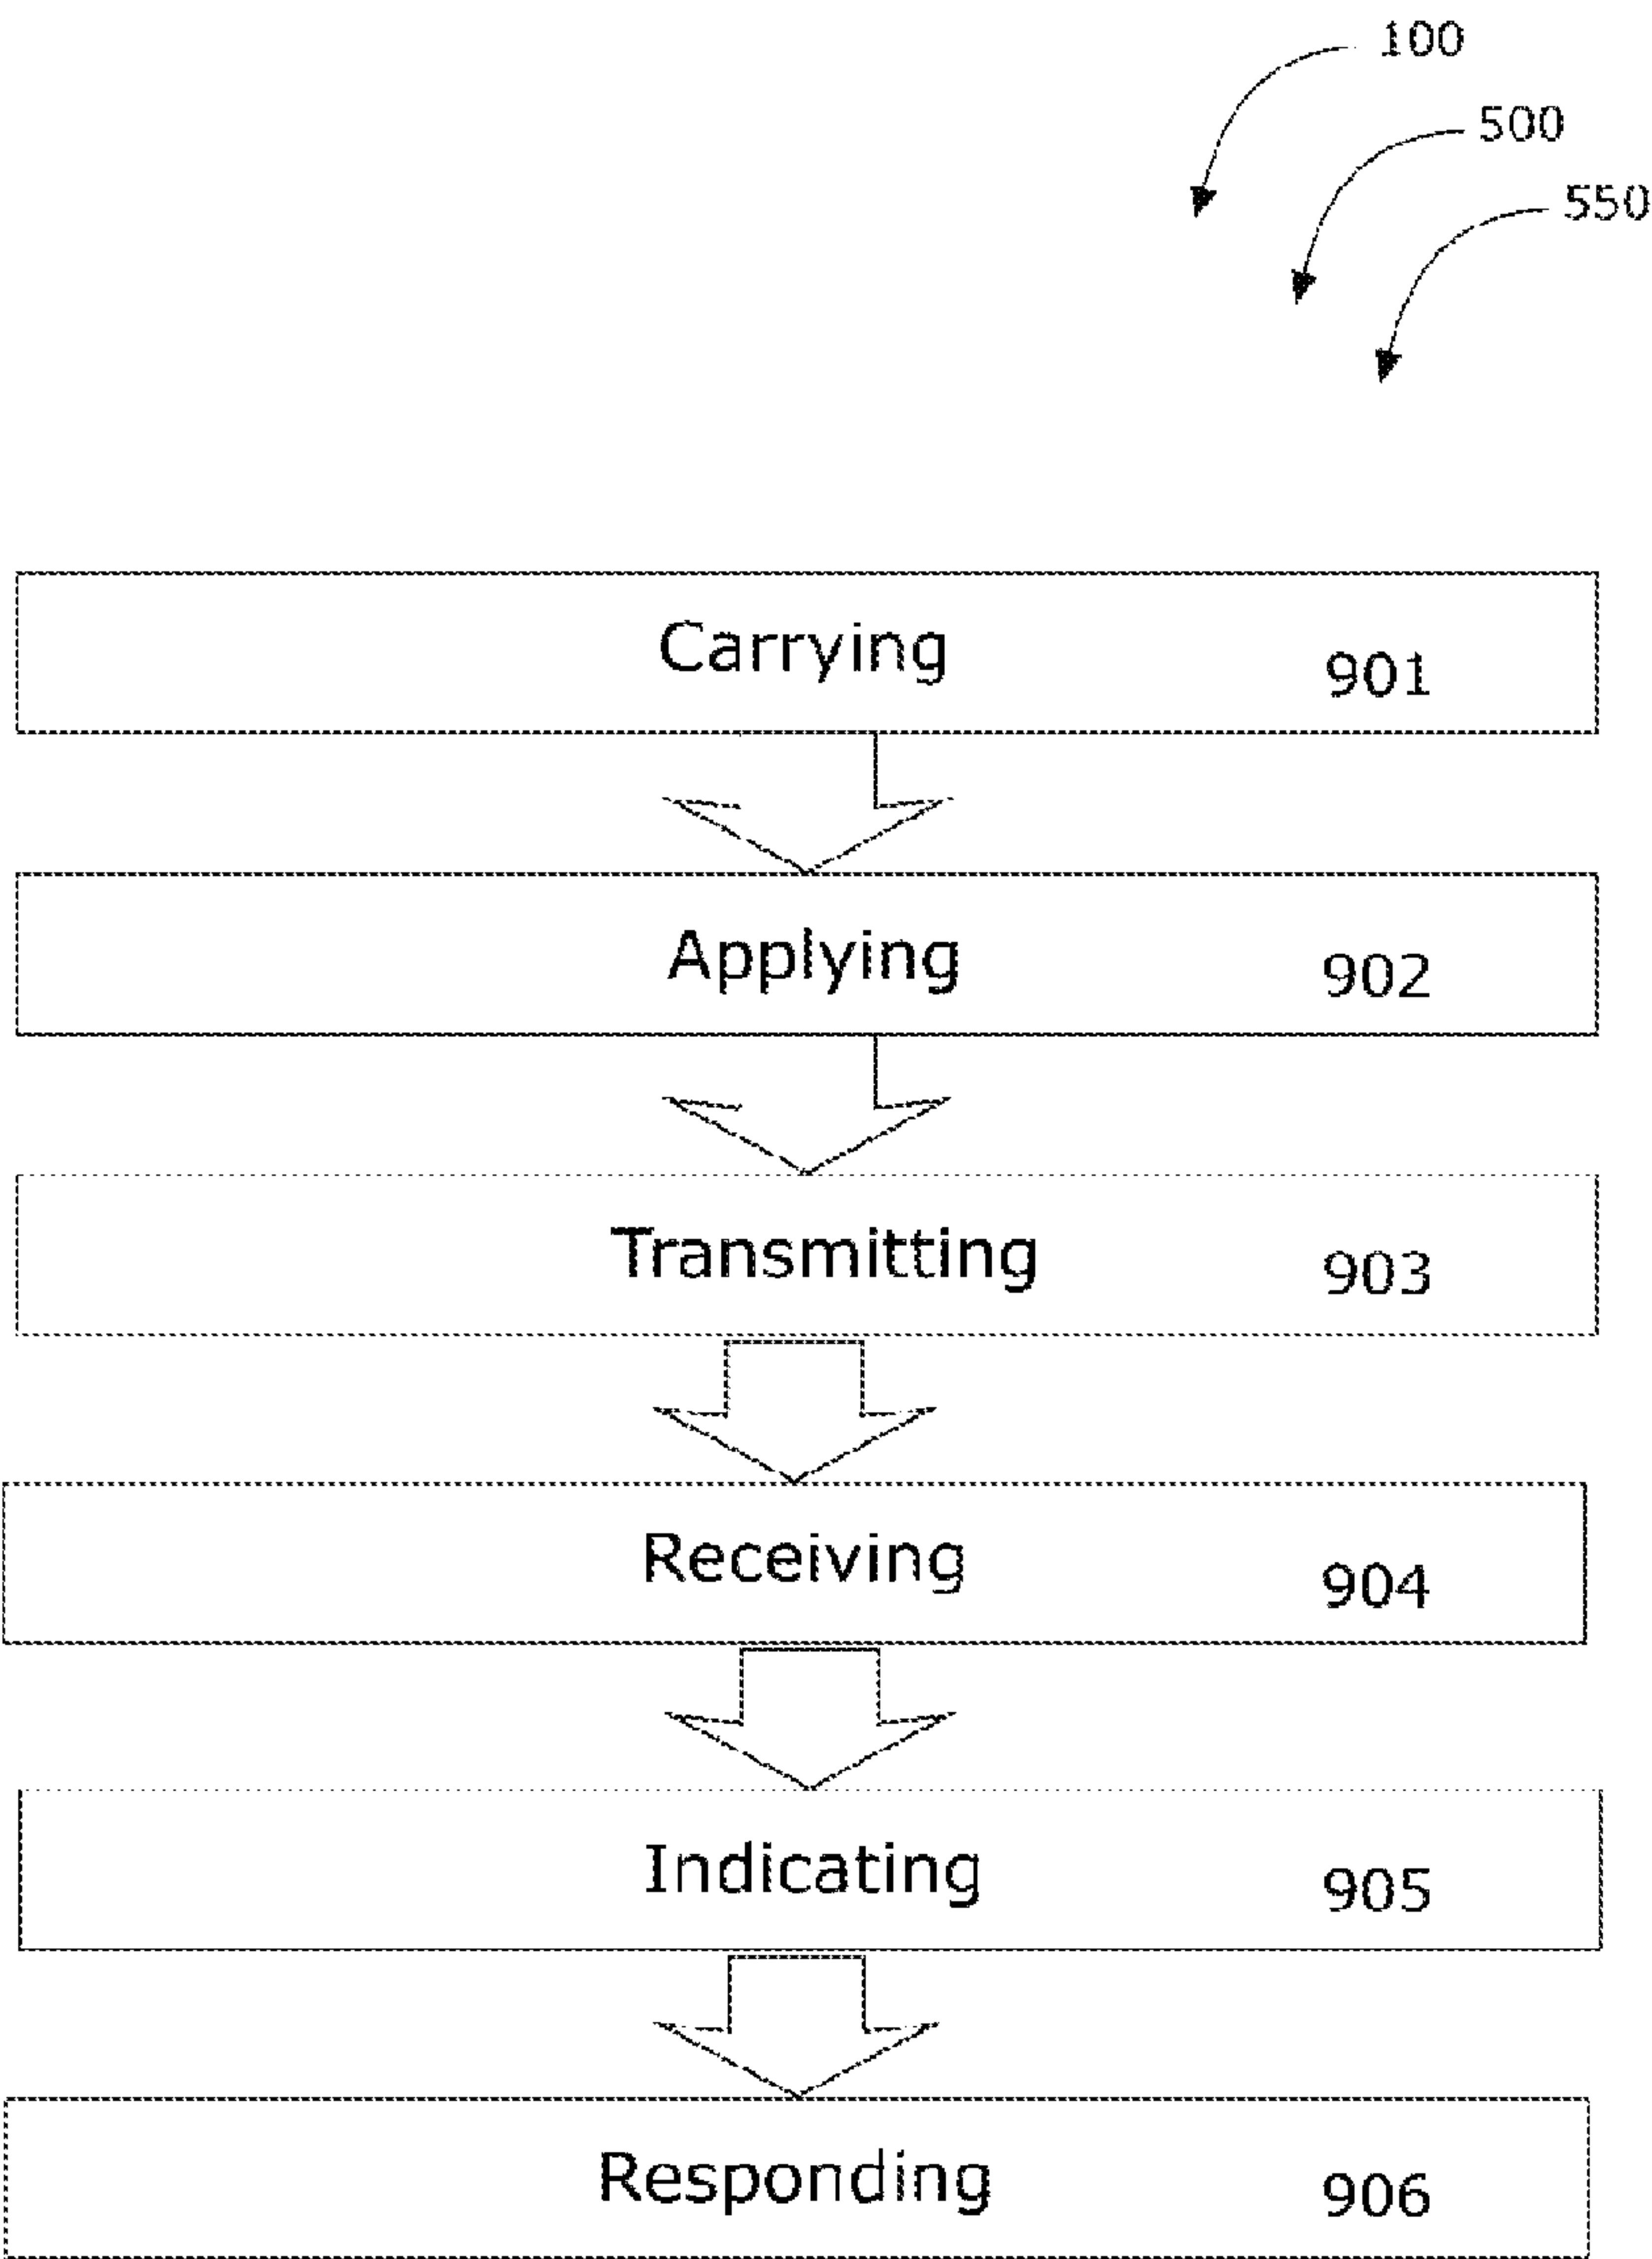 100
500
550
Carrying 901
Applying 902
Transmitting 903
Receiving 904
Indicating 905
Responding 906